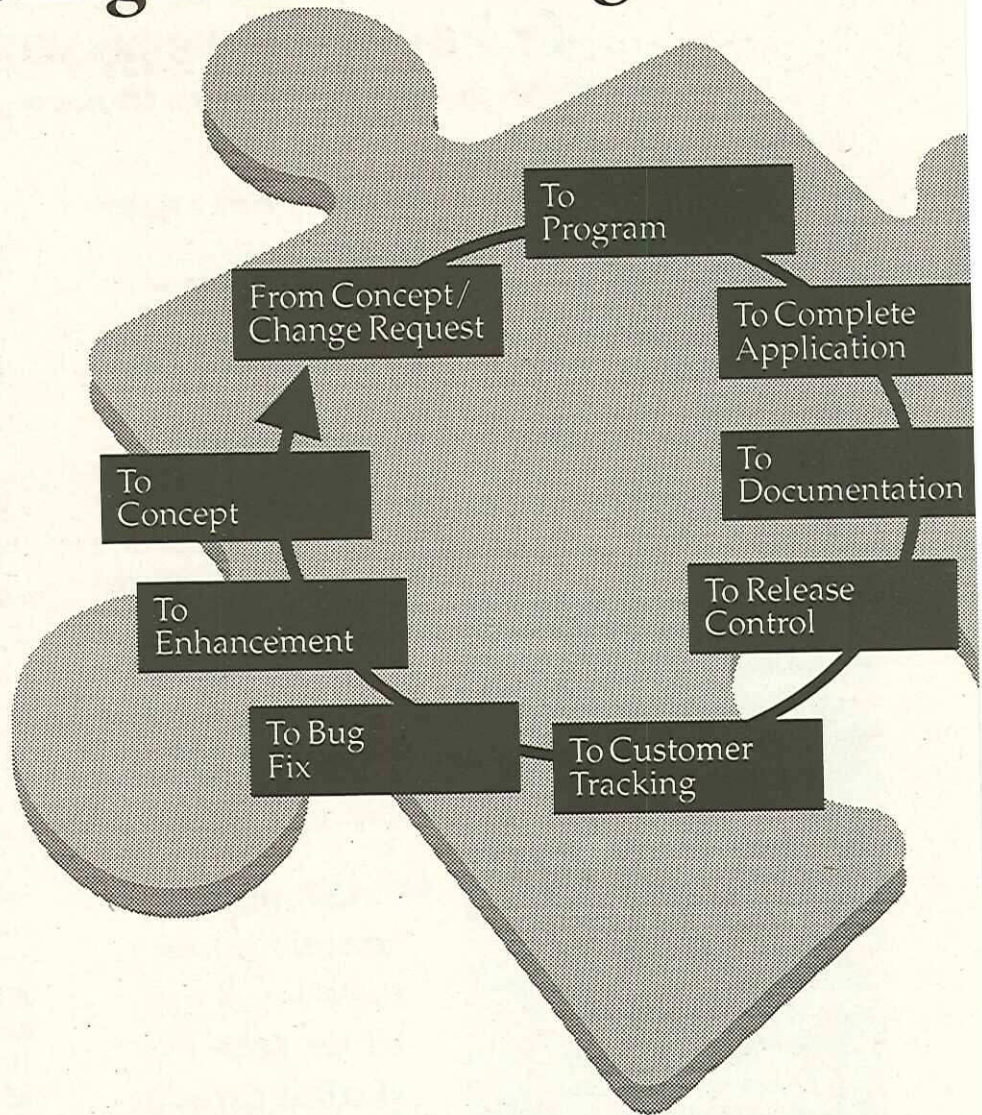 From Concept/
Change Request
To
Program
To Complete
Application
To
Documentation
To Release
Control
To Customer
Tracking
To Bug
Fix
To
Enhancement
To
Concept